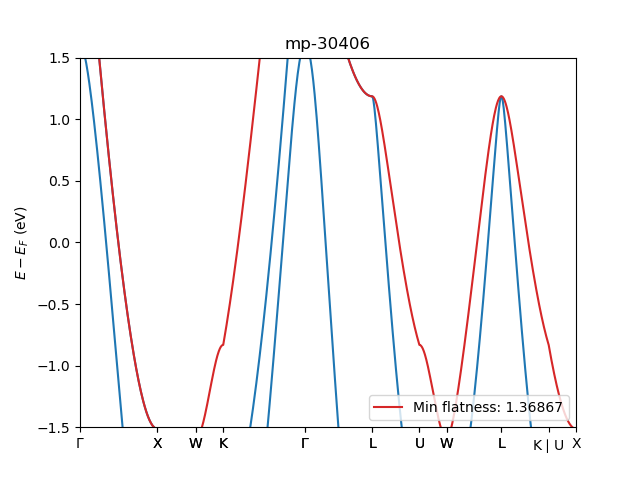 mp-30406
1.5
1.0
0.5
0.0
−0.5
−1.0
−1.5
E − E_F (eV)
Min flatness: 1.36867
Γ X W K Γ L U W L K | U X